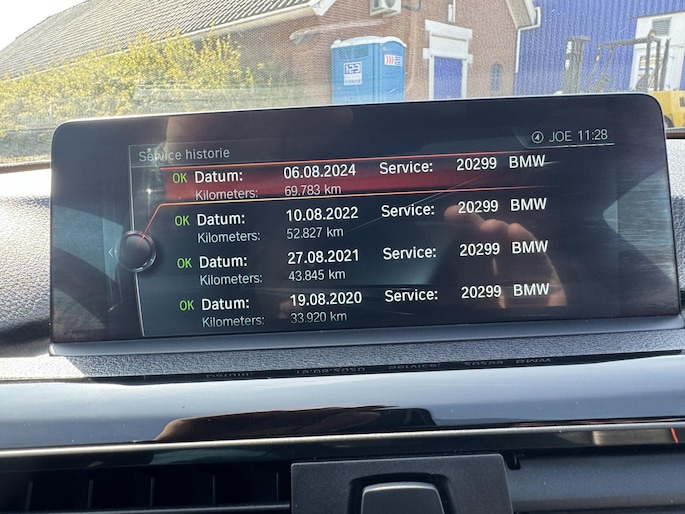 123
JOE 11:28
Service historie
OK Datum: 06.08.2024 Service: 20299 BMW
Kilometers: 69.783 km
OK Datum: 10.08.2022 Service: 20299 BMW
Kilometers: 52.827 km
OK Datum: 27.08.2021 Service: 20299 BMW
Kilometers: 43.845 km
OK Datum: 19.08.2020 Service: 20299 BMW
Kilometers: 33.920 km